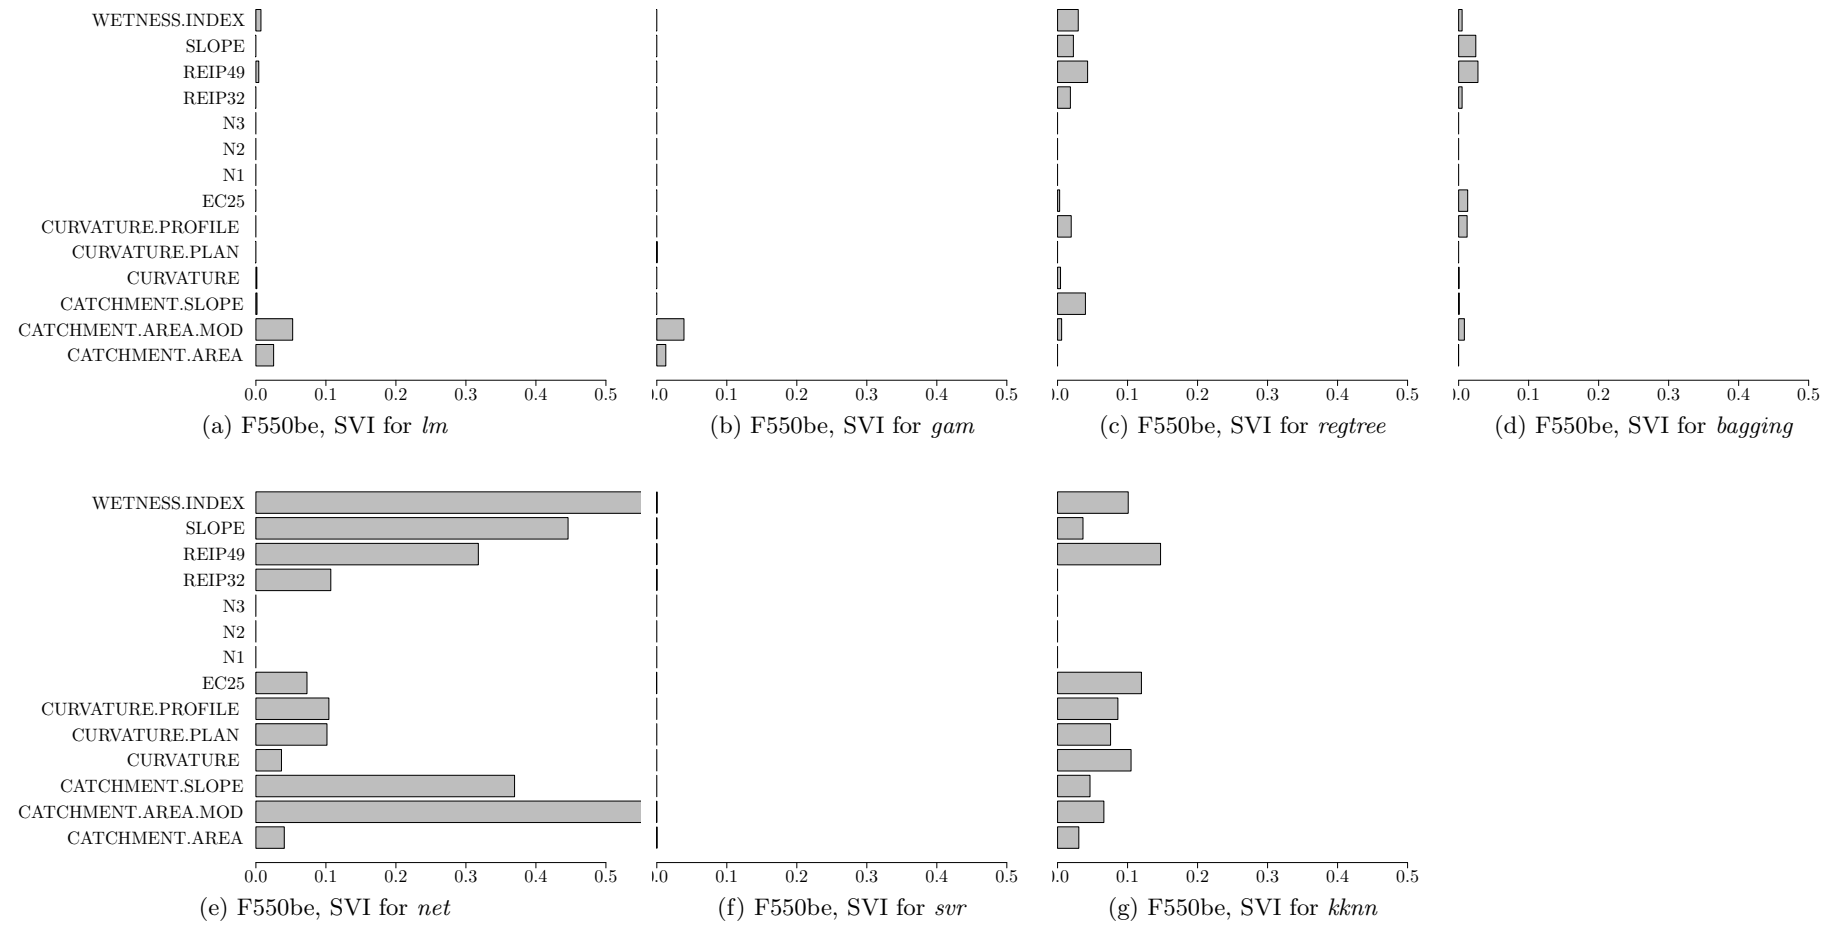 WETNESS.INDEX
SLOPE
REIP49
REIP32
N3
N2
N1
EC25
CURVATURE.PROFILE
CURVATURE.PLAN
CURVATURE
CATCHMENT.SLOPE
CATCHMENT.AREA.MOD
CATCHMENT.AREA
0.0 0.1 0.2 0.3 0.4 0.5
.0 0.1 0.2 0.3 0.4 0.5
.0 0.1 0.2 0.3 0.4 0.5
.0 0.1 0.2 0.3 0.4 0.5
(a) F550be, SVI for lm
(b) F550be, SVI for gam
(c) F550be, SVI for regtree
(d) F550be, SVI for bagging
WETNESS.INDEX
SLOPE
REIP49
REIP32
N3
N2
N1
EC25
CURVATURE.PROFILE
CURVATURE.PLAN
CURVATURE
CATCHMENT.SLOPE
CATCHMENT.AREA.MOD
CATCHMENT.AREA
0.0 0.1 0.2 0.3 0.4 0.5
.0 0.1 0.2 0.3 0.4 0.5
.0 0.1 0.2 0.3 0.4 0.5
(e) F550be, SVI for net
(f) F550be, SVI for svr
(g) F550be, SVI for kknn